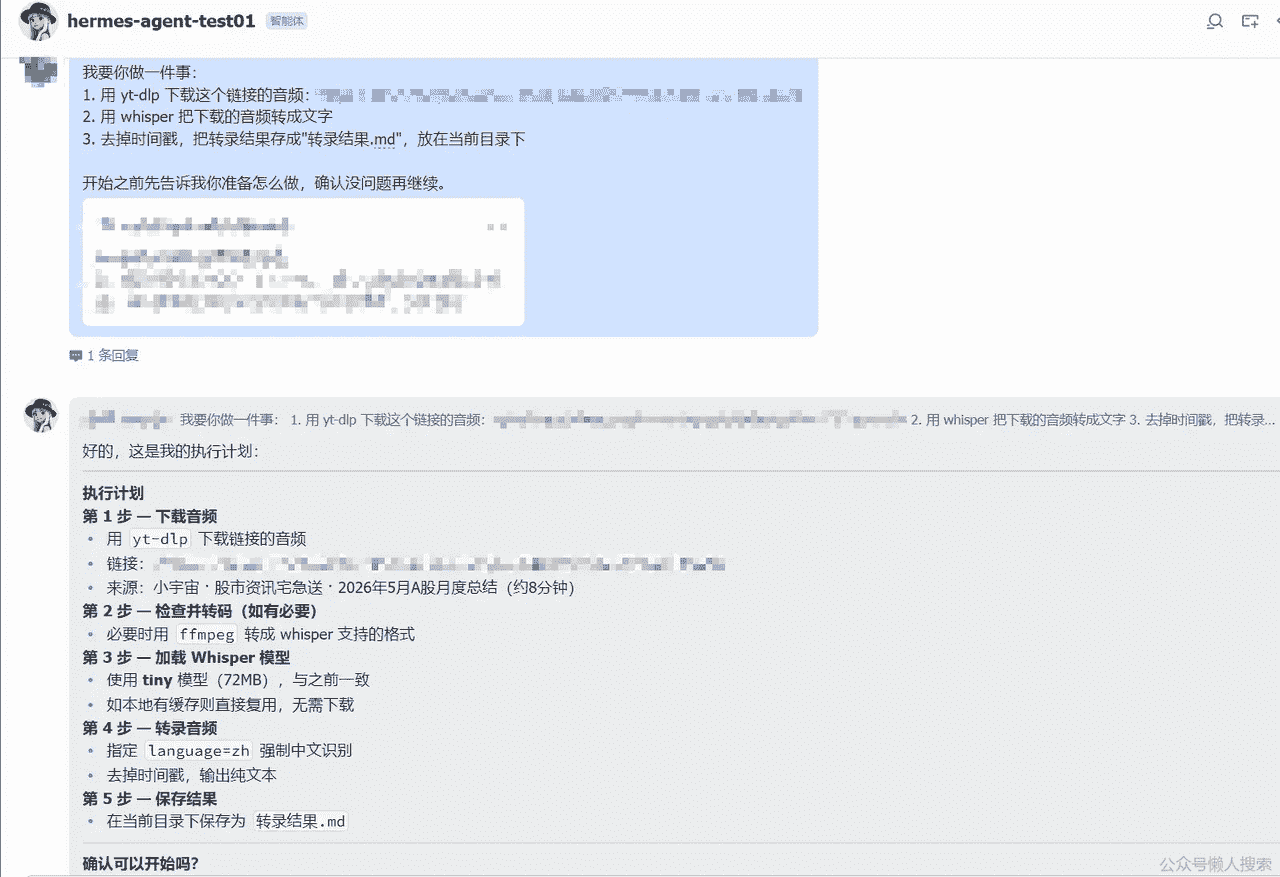 hermes-agent-test01 智能体
我要你做一件事：
1. 用 yt-dlp 下载这个链接的音频：
2. 用 whisper 把下载的音频转成文字
3. 去掉时间戳，把转录结果存成"转录结果.md"，放在当前目录下
开始之前先告诉我你准备怎么做，确认没问题再继续。
1 条回复
我要你做一件事： 1. 用 yt-dlp 下载这个链接的音频： 2. 用 whisper 把下载的音频转成文字 3. 去掉时间戳，把转录...
好的，这是我的执行计划：
执行计划
第 1 步 — 下载音频
• 用 yt-dlp 下载链接的音频
• 链接：
• 来源：小宇宙 · 股市资讯宅急送 · 2026年5月A股月度总结（约8分钟）
第 2 步 — 检查并转码（如有必要）
• 必要时用 ffmpeg 转成 whisper 支持的格式
第 3 步 — 加载 Whisper 模型
• 使用 tiny 模型（72MB），与之前一致
• 如本地有缓存则直接复用，无需下载
第 4 步 — 转录音频
• 指定 language=zh 强制中文识别
• 去掉时间戳，输出纯文本
第 5 步 — 保存结果
• 在当前目录下保存为 转录结果.md
确认可以开始吗？
公众号懒人搜索